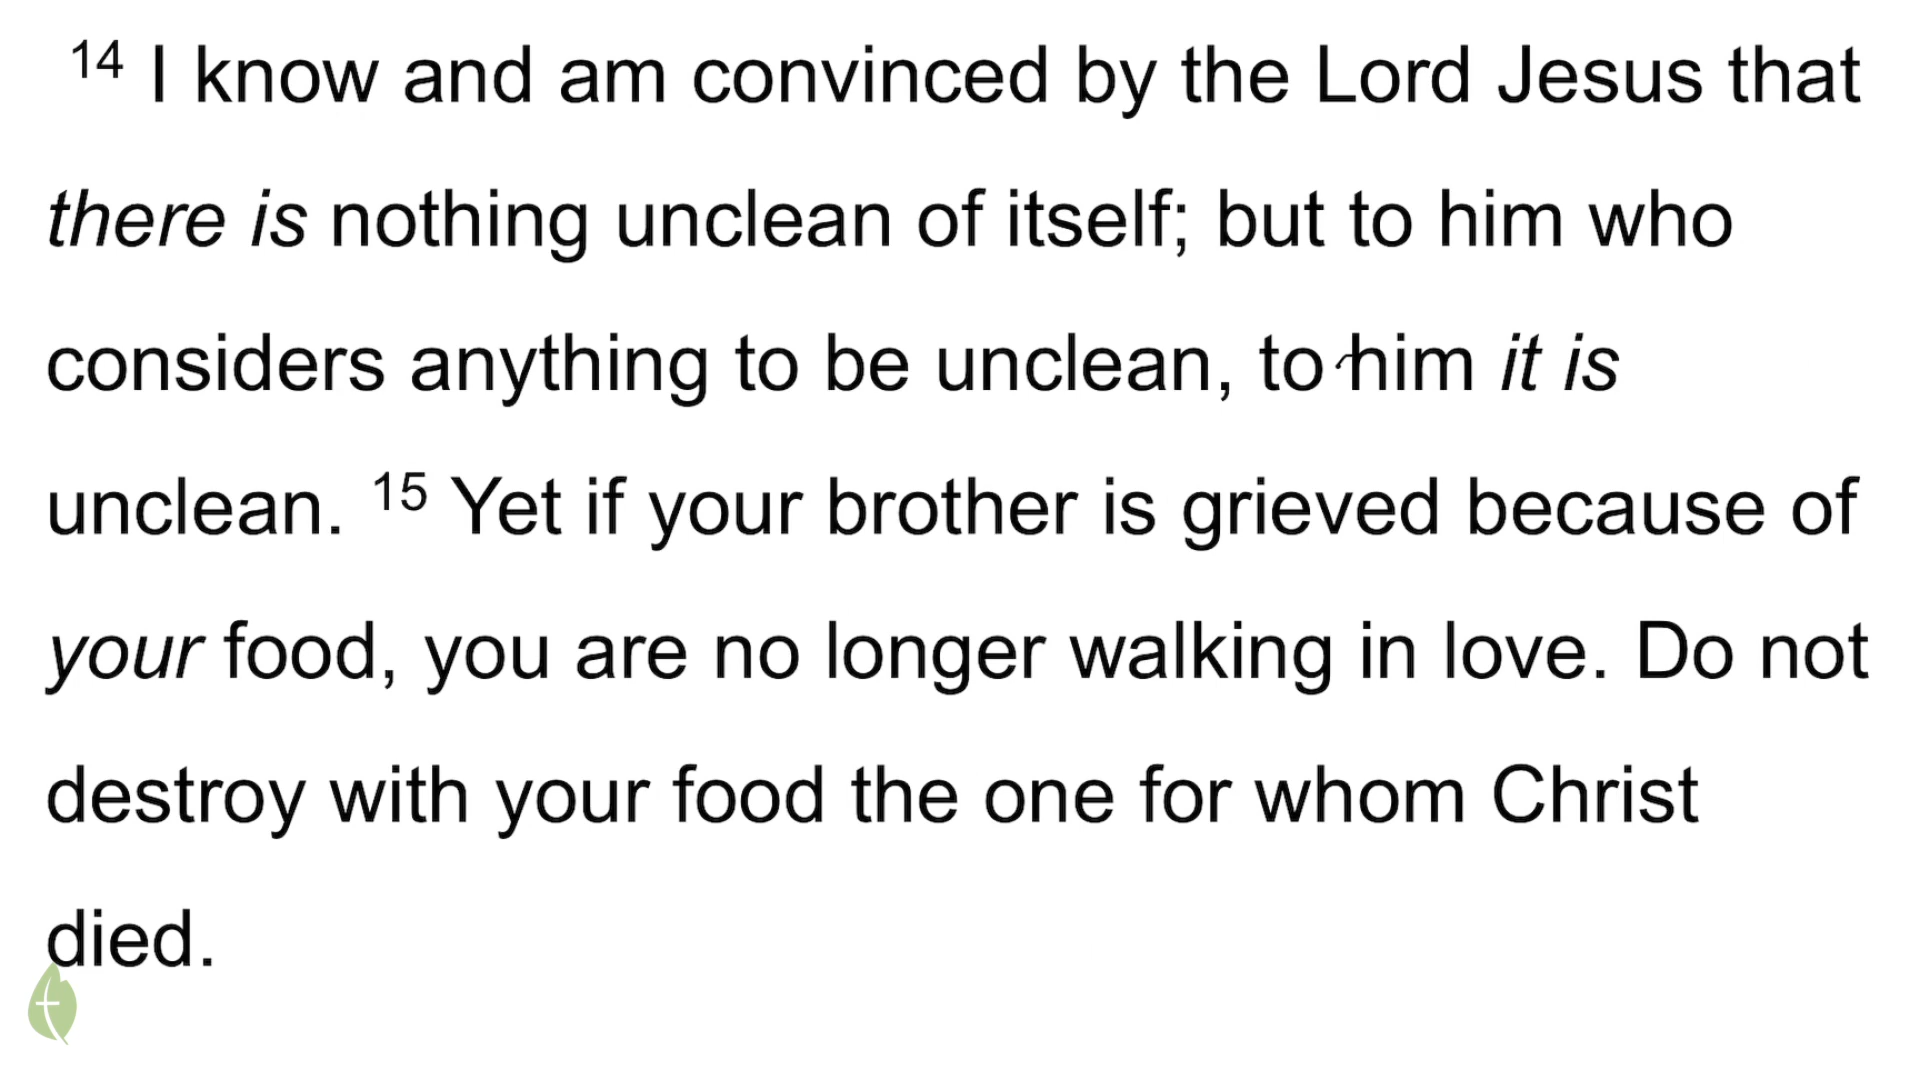 14 I know and am convinced by the Lord Jesus that
there is nothing unclean of itself; but to him who
considers anything to be unclean, to him it is
unclean. 15 Yet if your brother is grieved because of
your food, you are no longer walking in love. Do not
destroy with your food the one for whom Christ
died.